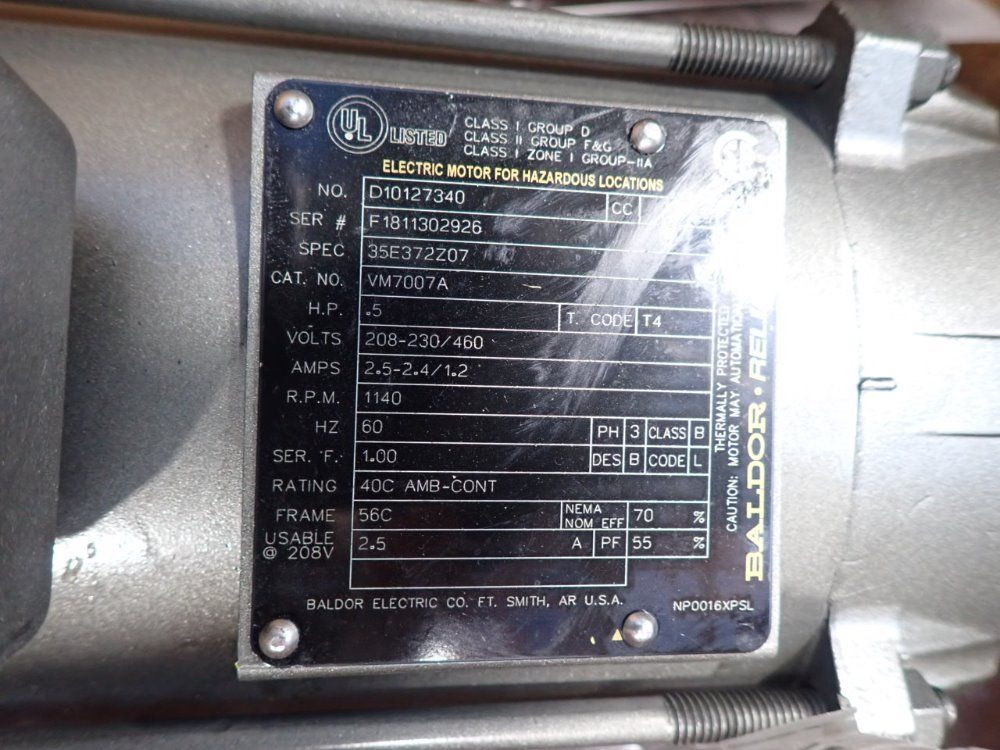 UL LISTED
CLASS I GROUP D
CLASS II GROUP F&G
CLASS I ZONE I GROUP-IIA
ELECTRIC MOTOR FOR HAZARDOUS LOCATIONS
NO. D10127340 CC
SER # F1811302926
SPEC 35E372Z07
CAT. NO. VM7007A
H.P. .5 T. CODE T4
VOLTS 208-230/460
AMPS 2.5-2.4/1.2
R.P.M. 1140
HZ 60 PH 3 CLASS B
SER. F. 1.00 DES B CODE L
RATING 40C AMB-CONT
FRAME 56C NEMA NOM EFF 70 %
USABLE @ 208V 2.5 A PF 55 %
BALDOR ELECTRIC CO. FT. SMITH, AR U.S.A. NP0016XPSL
THERMALLY PROTECTED
CAUTION: MOTOR MAY
BALDOR